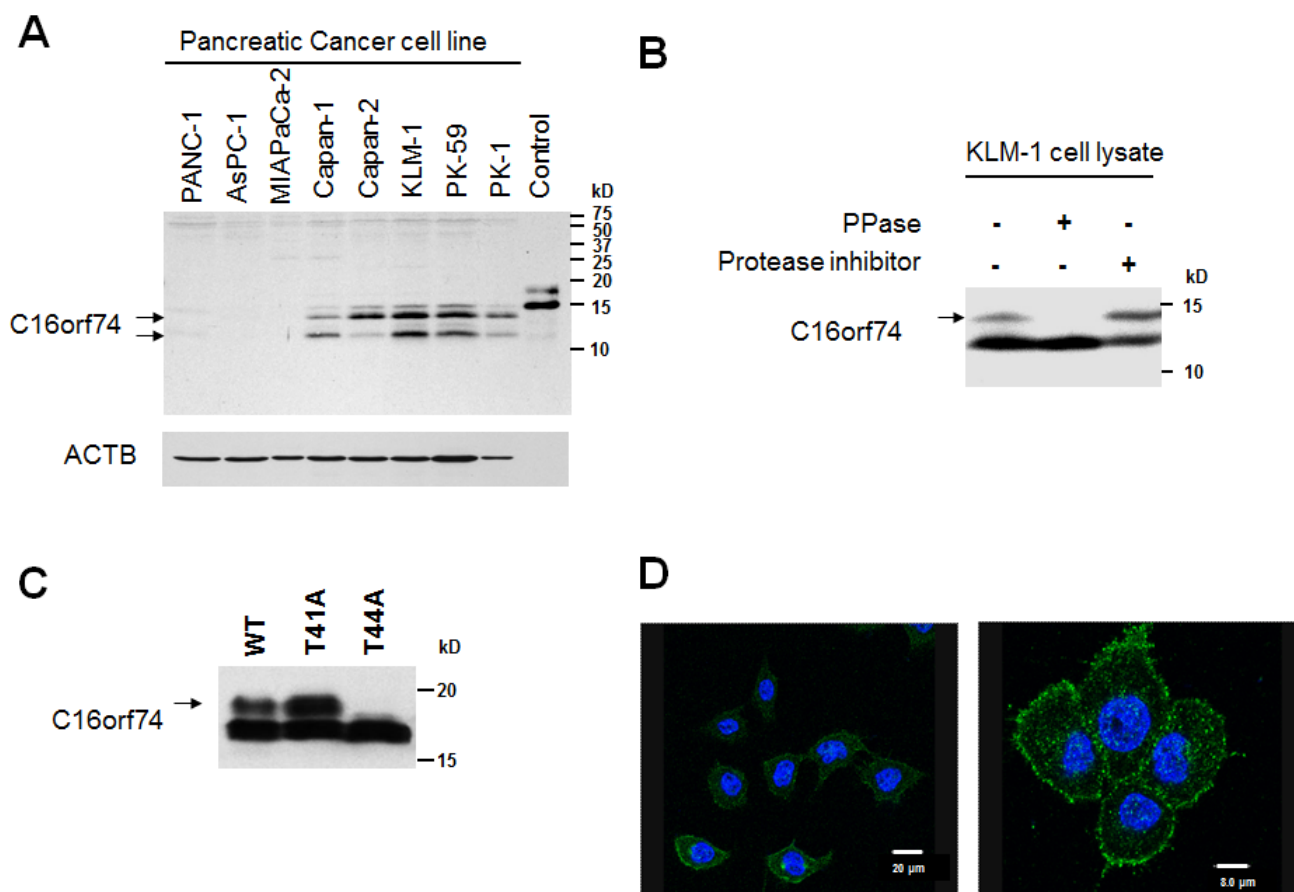 A
Pancreatic Cancer cell line
PANC-1
AsPC-1
MIAPaCa-2
Capan-1
Capan-2
KLM-1
PK-59
PK-1
Control
kD
75
50
37
25
20
15
10
C16orf74
ACTB
B
KLM-1 cell lysate
PPase - + -
Protease inhibitor - - +
kD
15
10
C16orf74
C
WT
T41A
T44A
kD
20
15
C16orf74
D
20 µm
8.0 µm